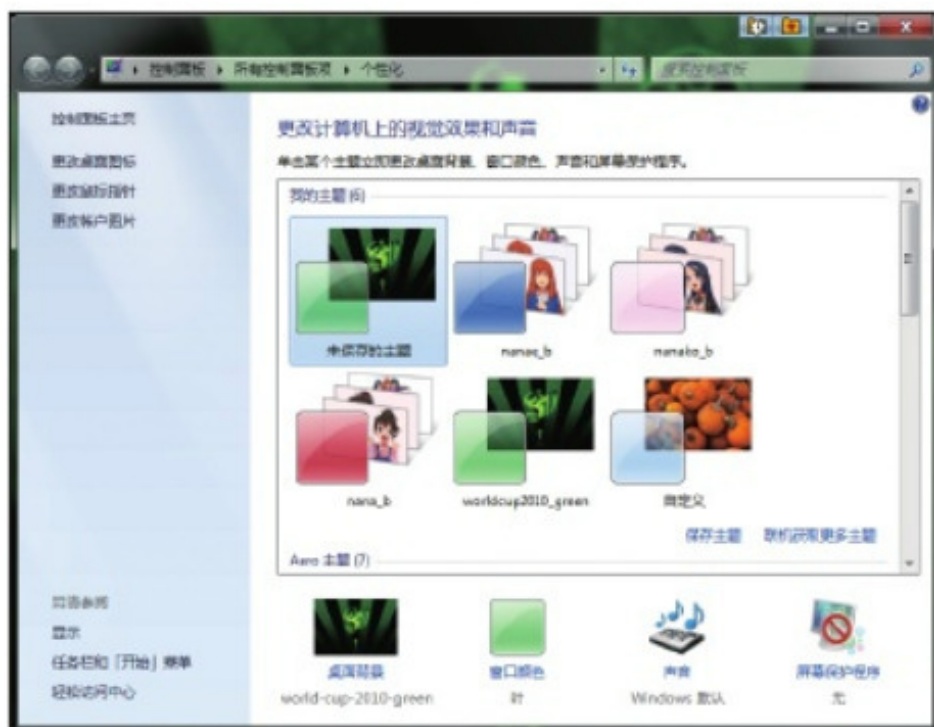 控制面板 ▸ 所有控制面板项 ▸ 个性化
搜索控制面板
控制面板主页
更改桌面图标
更改鼠标指针
更改帐户图片
更改计算机上的视觉效果和声音
单击某个主题立即更改桌面背景、窗口颜色、声音和屏幕保护程序。
我的主题 (6)
未保存的主题
nanae_b
nanako_b
nana_b
worldcup2010_green
自定义
保存主题
联机获取更多主题
Aero 主题 (7)
另请参阅
显示
任务栏和「开始」菜单
轻松访问中心
桌面背景
world-cup-2010-green
窗口颜色
叶
声音
Windows 默认
屏幕保护程序
无